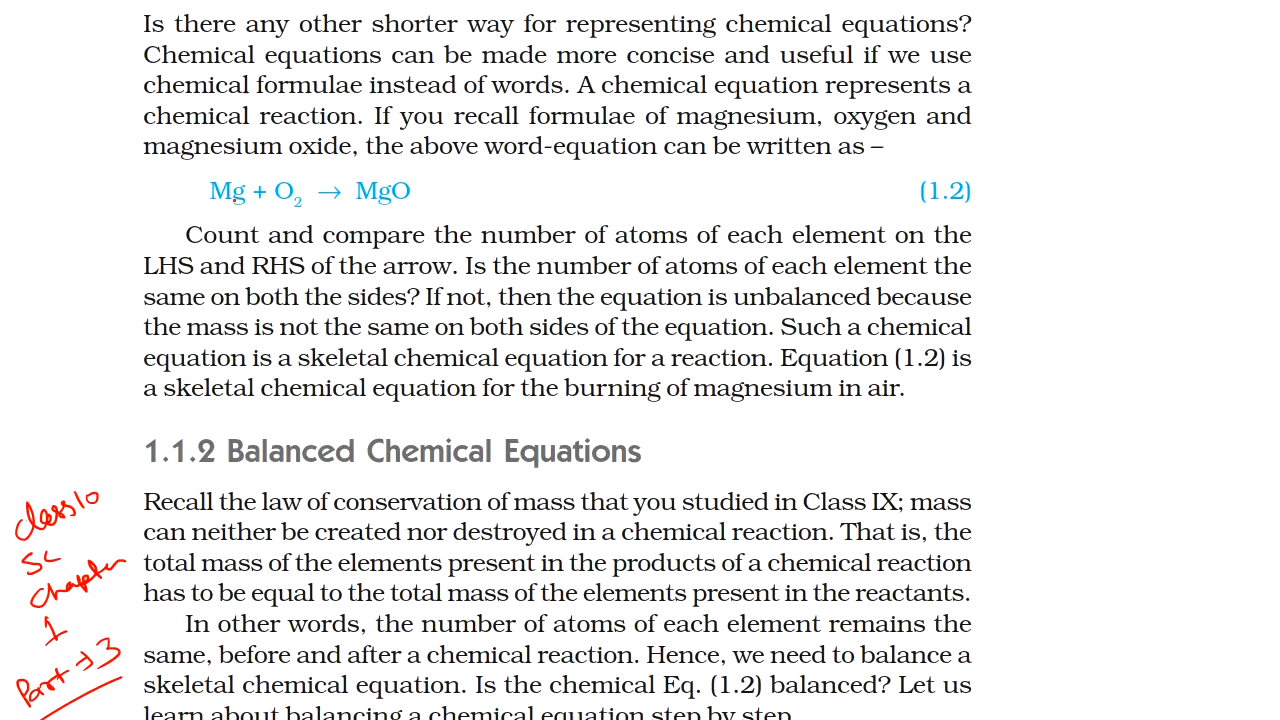 Is there any other shorter way for representing chemical equations?
Chemical equations can be made more concise and useful if we use
chemical formulae instead of words. A chemical equation represents a
chemical reaction. If you recall formulae of magnesium, oxygen and
magnesium oxide, the above word-equation can be written as –
Mg + O₂ → MgO (1.2)
Count and compare the number of atoms of each element on the
LHS and RHS of the arrow. Is the number of atoms of each element the
same on both the sides? If not, then the equation is unbalanced because
the mass is not the same on both sides of the equation. Such a chemical
equation is a skeletal chemical equation for a reaction. Equation (1.2) is
a skeletal chemical equation for the burning of magnesium in air.
1.1.2 Balanced Chemical Equations
Recall the law of conservation of mass that you studied in Class IX; mass
can neither be created nor destroyed in a chemical reaction. That is, the
total mass of the elements present in the products of a chemical reaction
has to be equal to the total mass of the elements present in the reactants.
In other words, the number of atoms of each element remains the
same, before and after a chemical reaction. Hence, we need to balance a
skeletal chemical equation. Is the chemical Eq. (1.2) balanced? Let us
learn about balancing a chemical equation step by step.
class 10
Sc
chapter
1
Part → 3